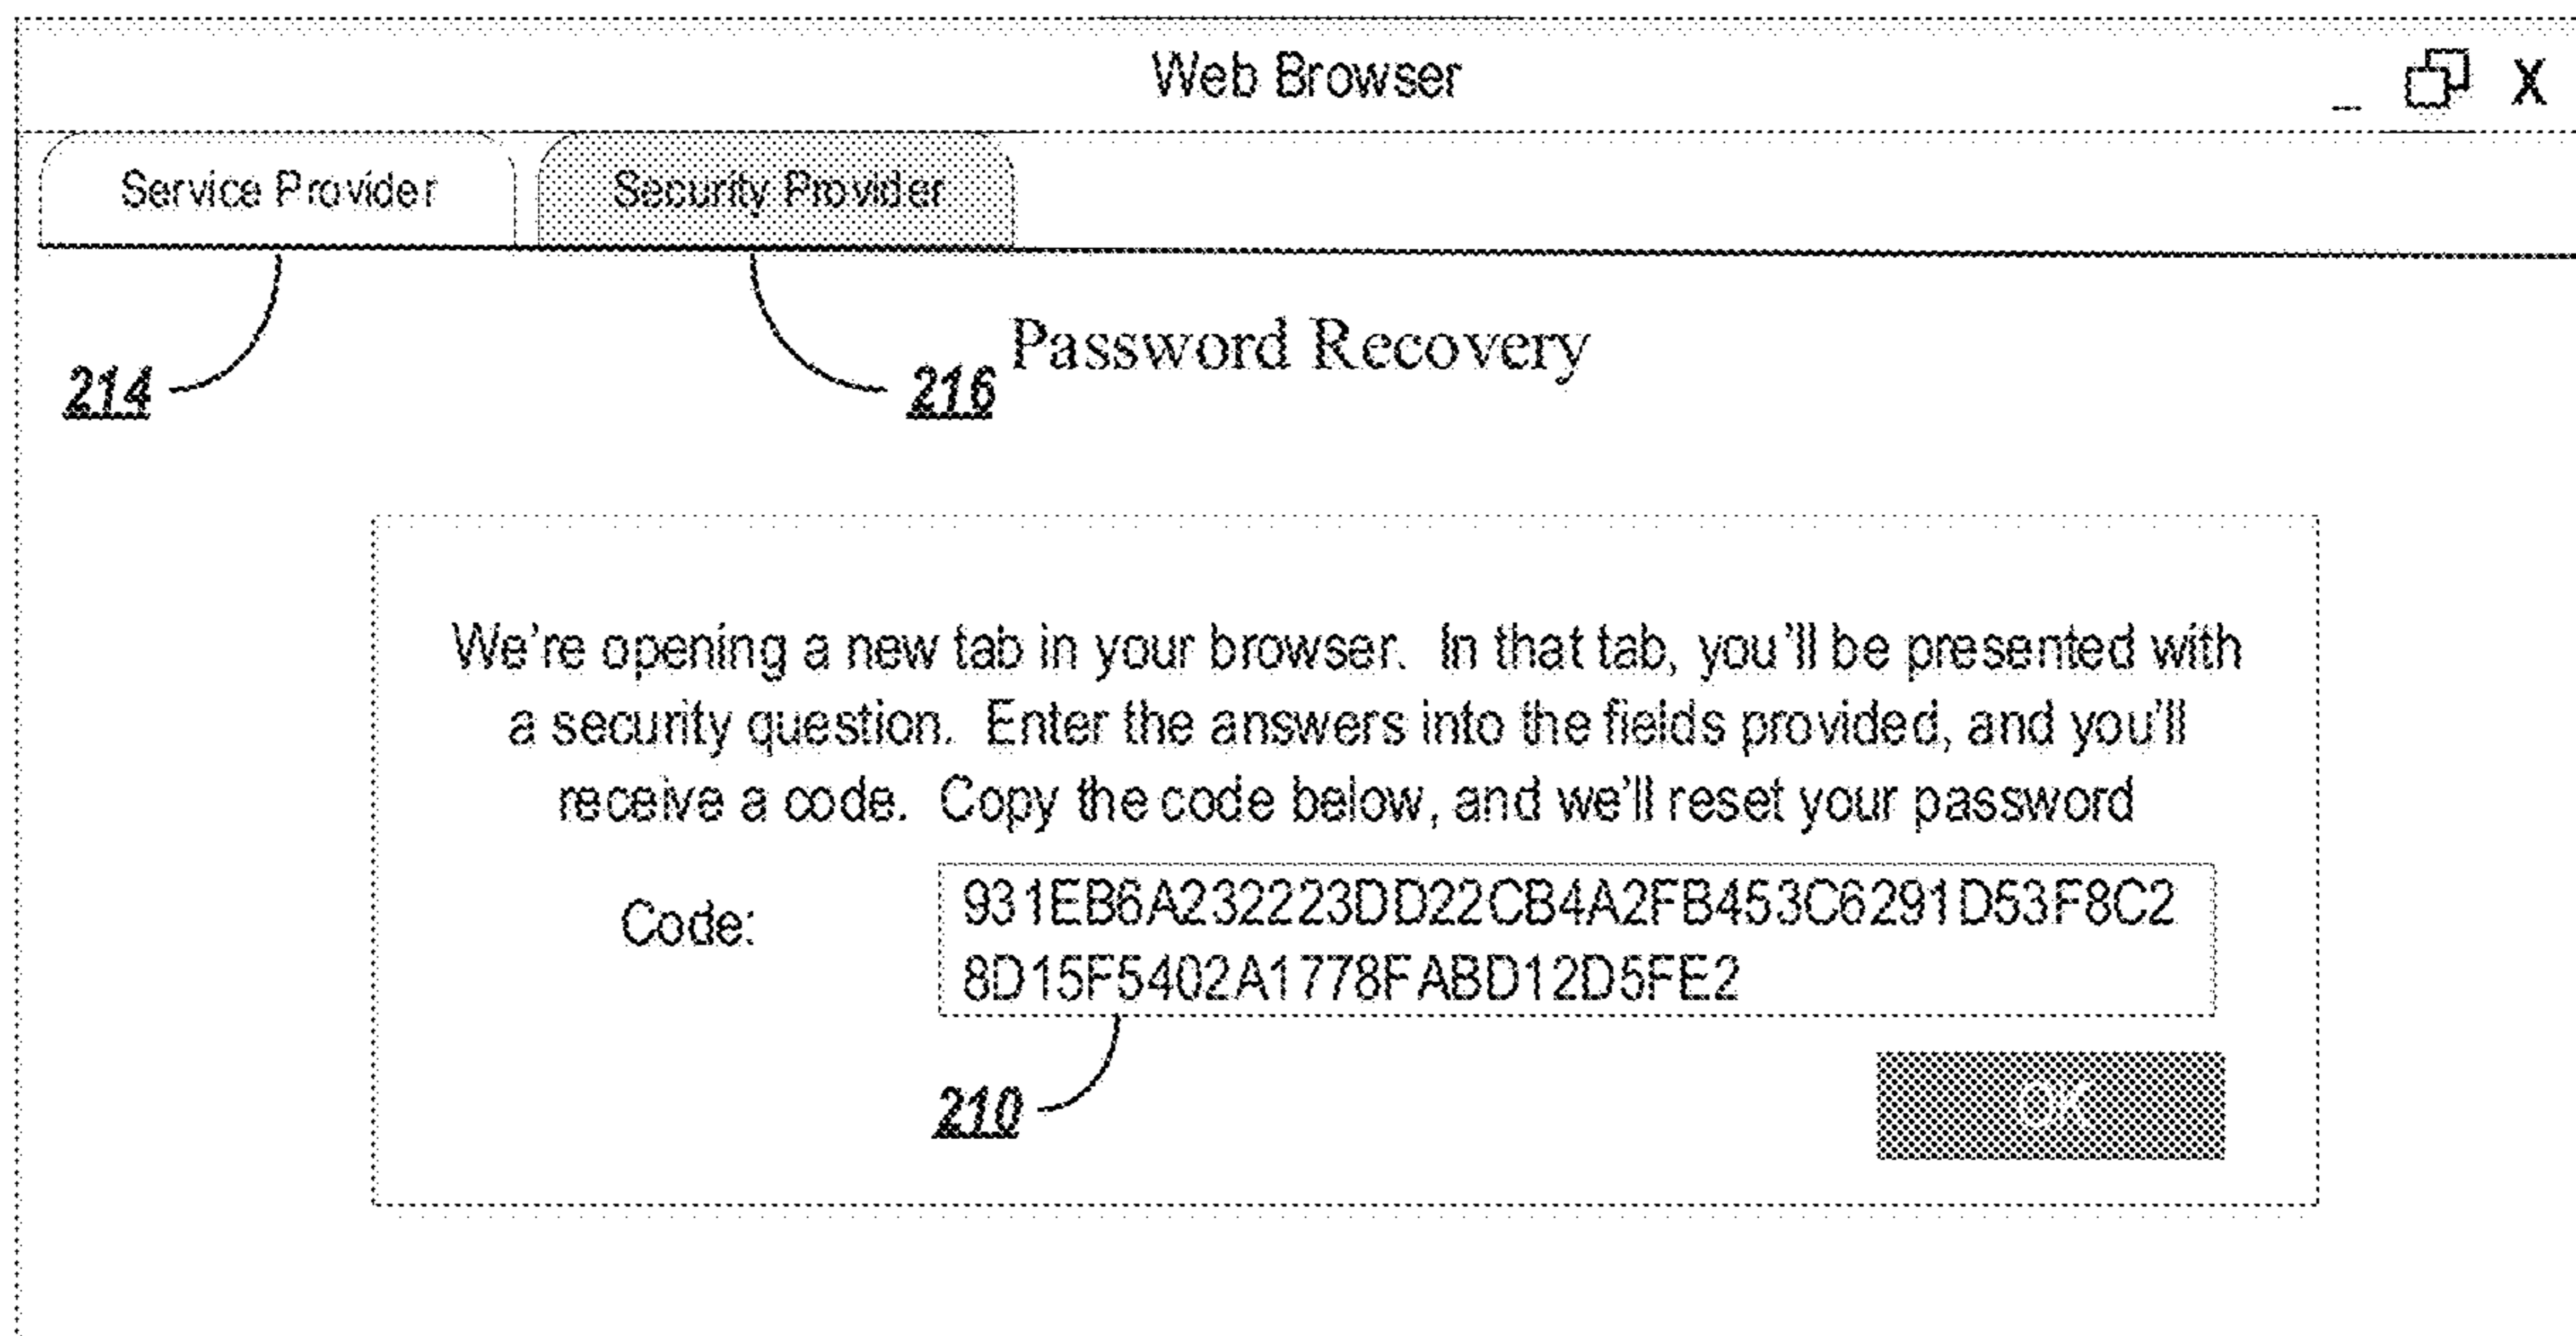 Web Browser
_ X
Service Provider Security Provider
Password Recovery
214 216
We're opening a new tab in your browser. In that tab, you'll be presented with
a security question. Enter the answers into the fields provided, and you'll
receive a code. Copy the code below, and we'll reset your password
Code:
931EB6A232223DD22CB4A2FB453C6291D53F8C2
8D15F5402A1778FABD12D5FE2
210
OK